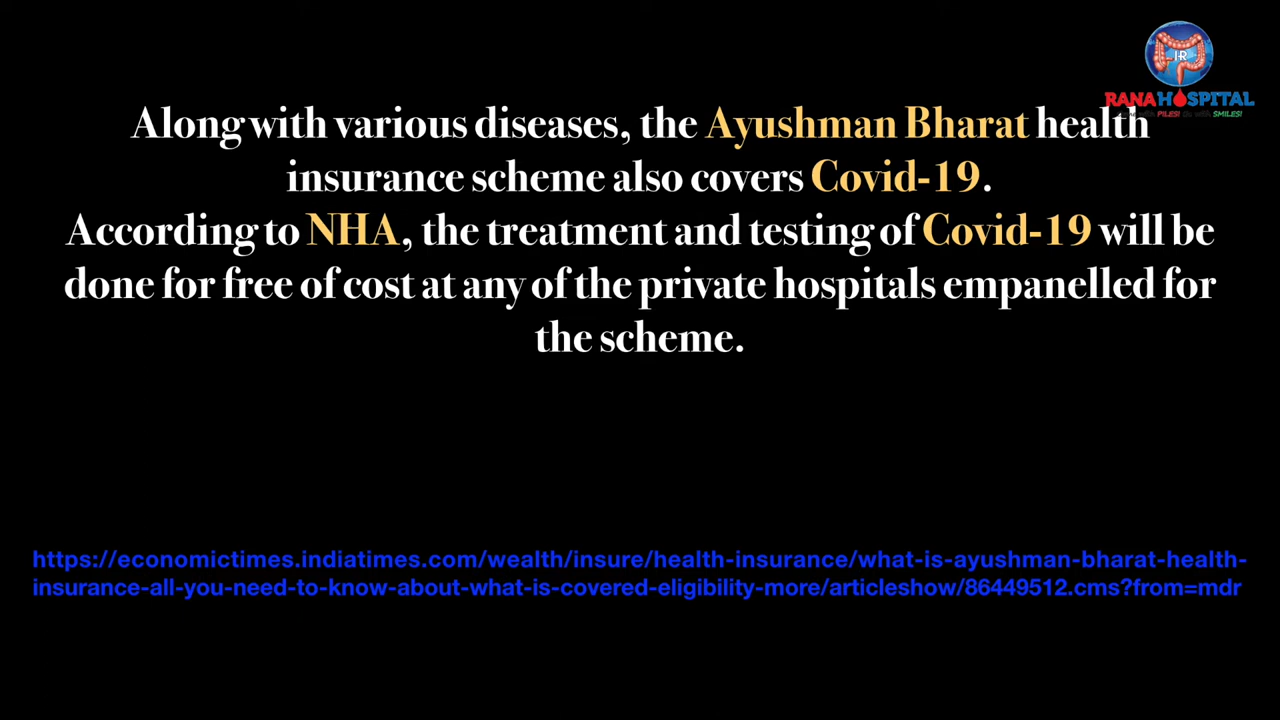 I-R
RANA HOSPITAL
PILES! SMILES!
Along with various diseases, the Ayushman Bharat health
insurance scheme also covers Covid-19.
According to NHA, the treatment and testing of Covid-19 will be
done for free of cost at any of the private hospitals empanelled for
the scheme.
https://economictimes.indiatimes.com/wealth/insure/health-insurance/what-is-ayushman-bharat-health-
insurance-all-you-need-to-know-about-what-is-covered-eligibility-more/articleshow/86449512.cms?from=mdr